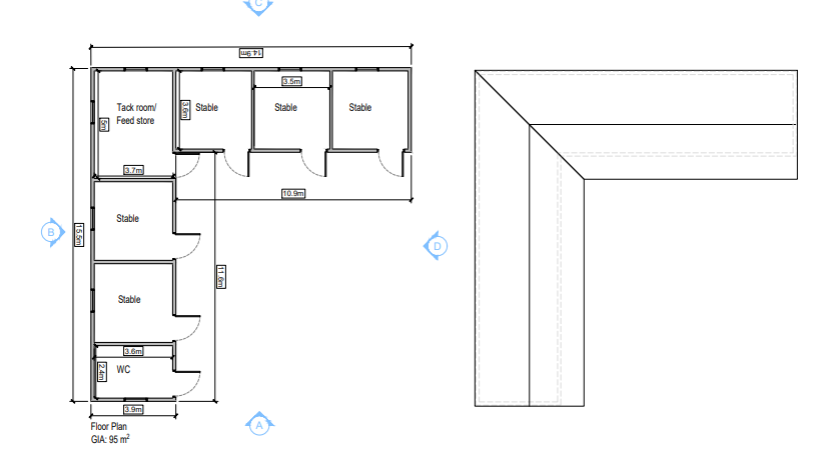 C
14.9m
3.5m
3.6m
Stable
Stable
Stable
Tack room/
Feed store
5m
3.7m
10.9m
B
Stable
15.5m
D
11.6m
Stable
3.6m
2.4m
WC
3.9m
A
Floor Plan
GIA: 95 m²